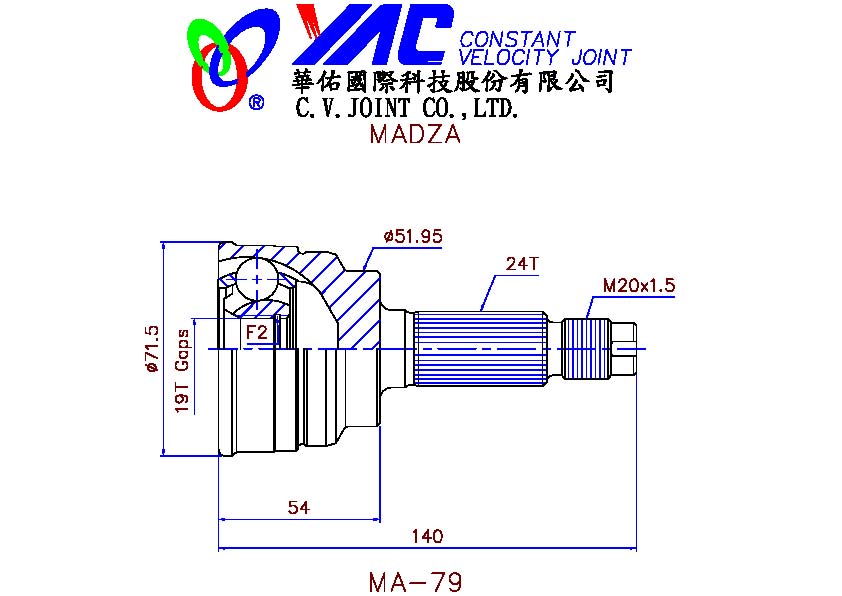 YAC CONSTANT
VELOCITY JOINT
®
華佑國際科技股份有限公司
C.V.JOINT CO.,LTD.
MADZA
ø51.95
24T
M20x1.5
F2
ø71.5
19T Gaps
54
140
MA-79